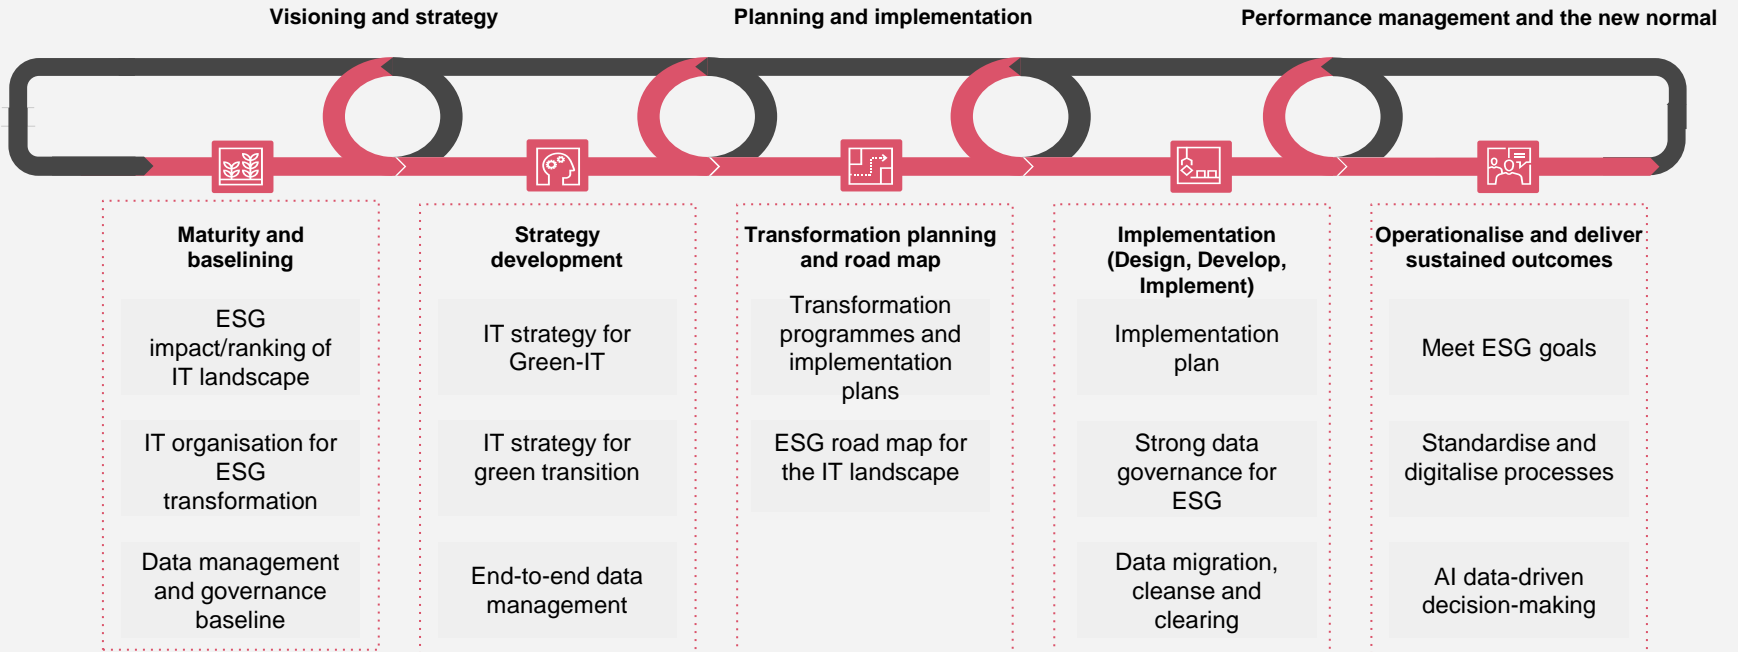 Visioning and strategy
Planning and implementation
Performance management and the new normal
Maturity and
baselining
ESG
impact/ranking of
IT landscape
IT organisation for
ESG
transformation
Data management
and governance
baseline
Strategy
development
IT strategy for
Green-IT
IT strategy for
green transition
End-to-end data
management
Transformation planning
and road map
Transformation
programmes and
implementation
plans
ESG road map for
the IT landscape
Implementation
(Design, Develop,
Implement)
Implementation
plan
Strong data
governance for
ESG
Data migration,
cleanse and
clearing
Operationalise and deliver
sustained outcomes
Meet ESG goals
Standardise and
digitalise processes
AI data-driven
decision-making